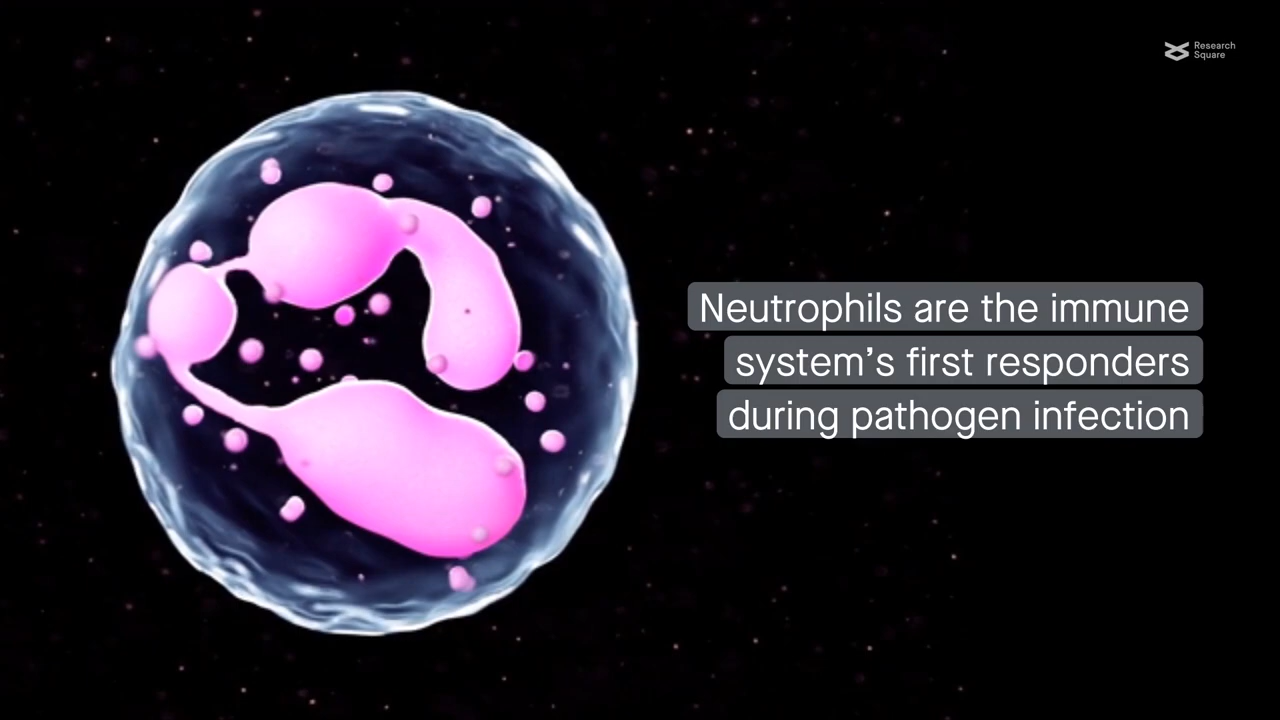 Research
Square
Neutrophils are the immune
system’s first responders
during pathogen infection